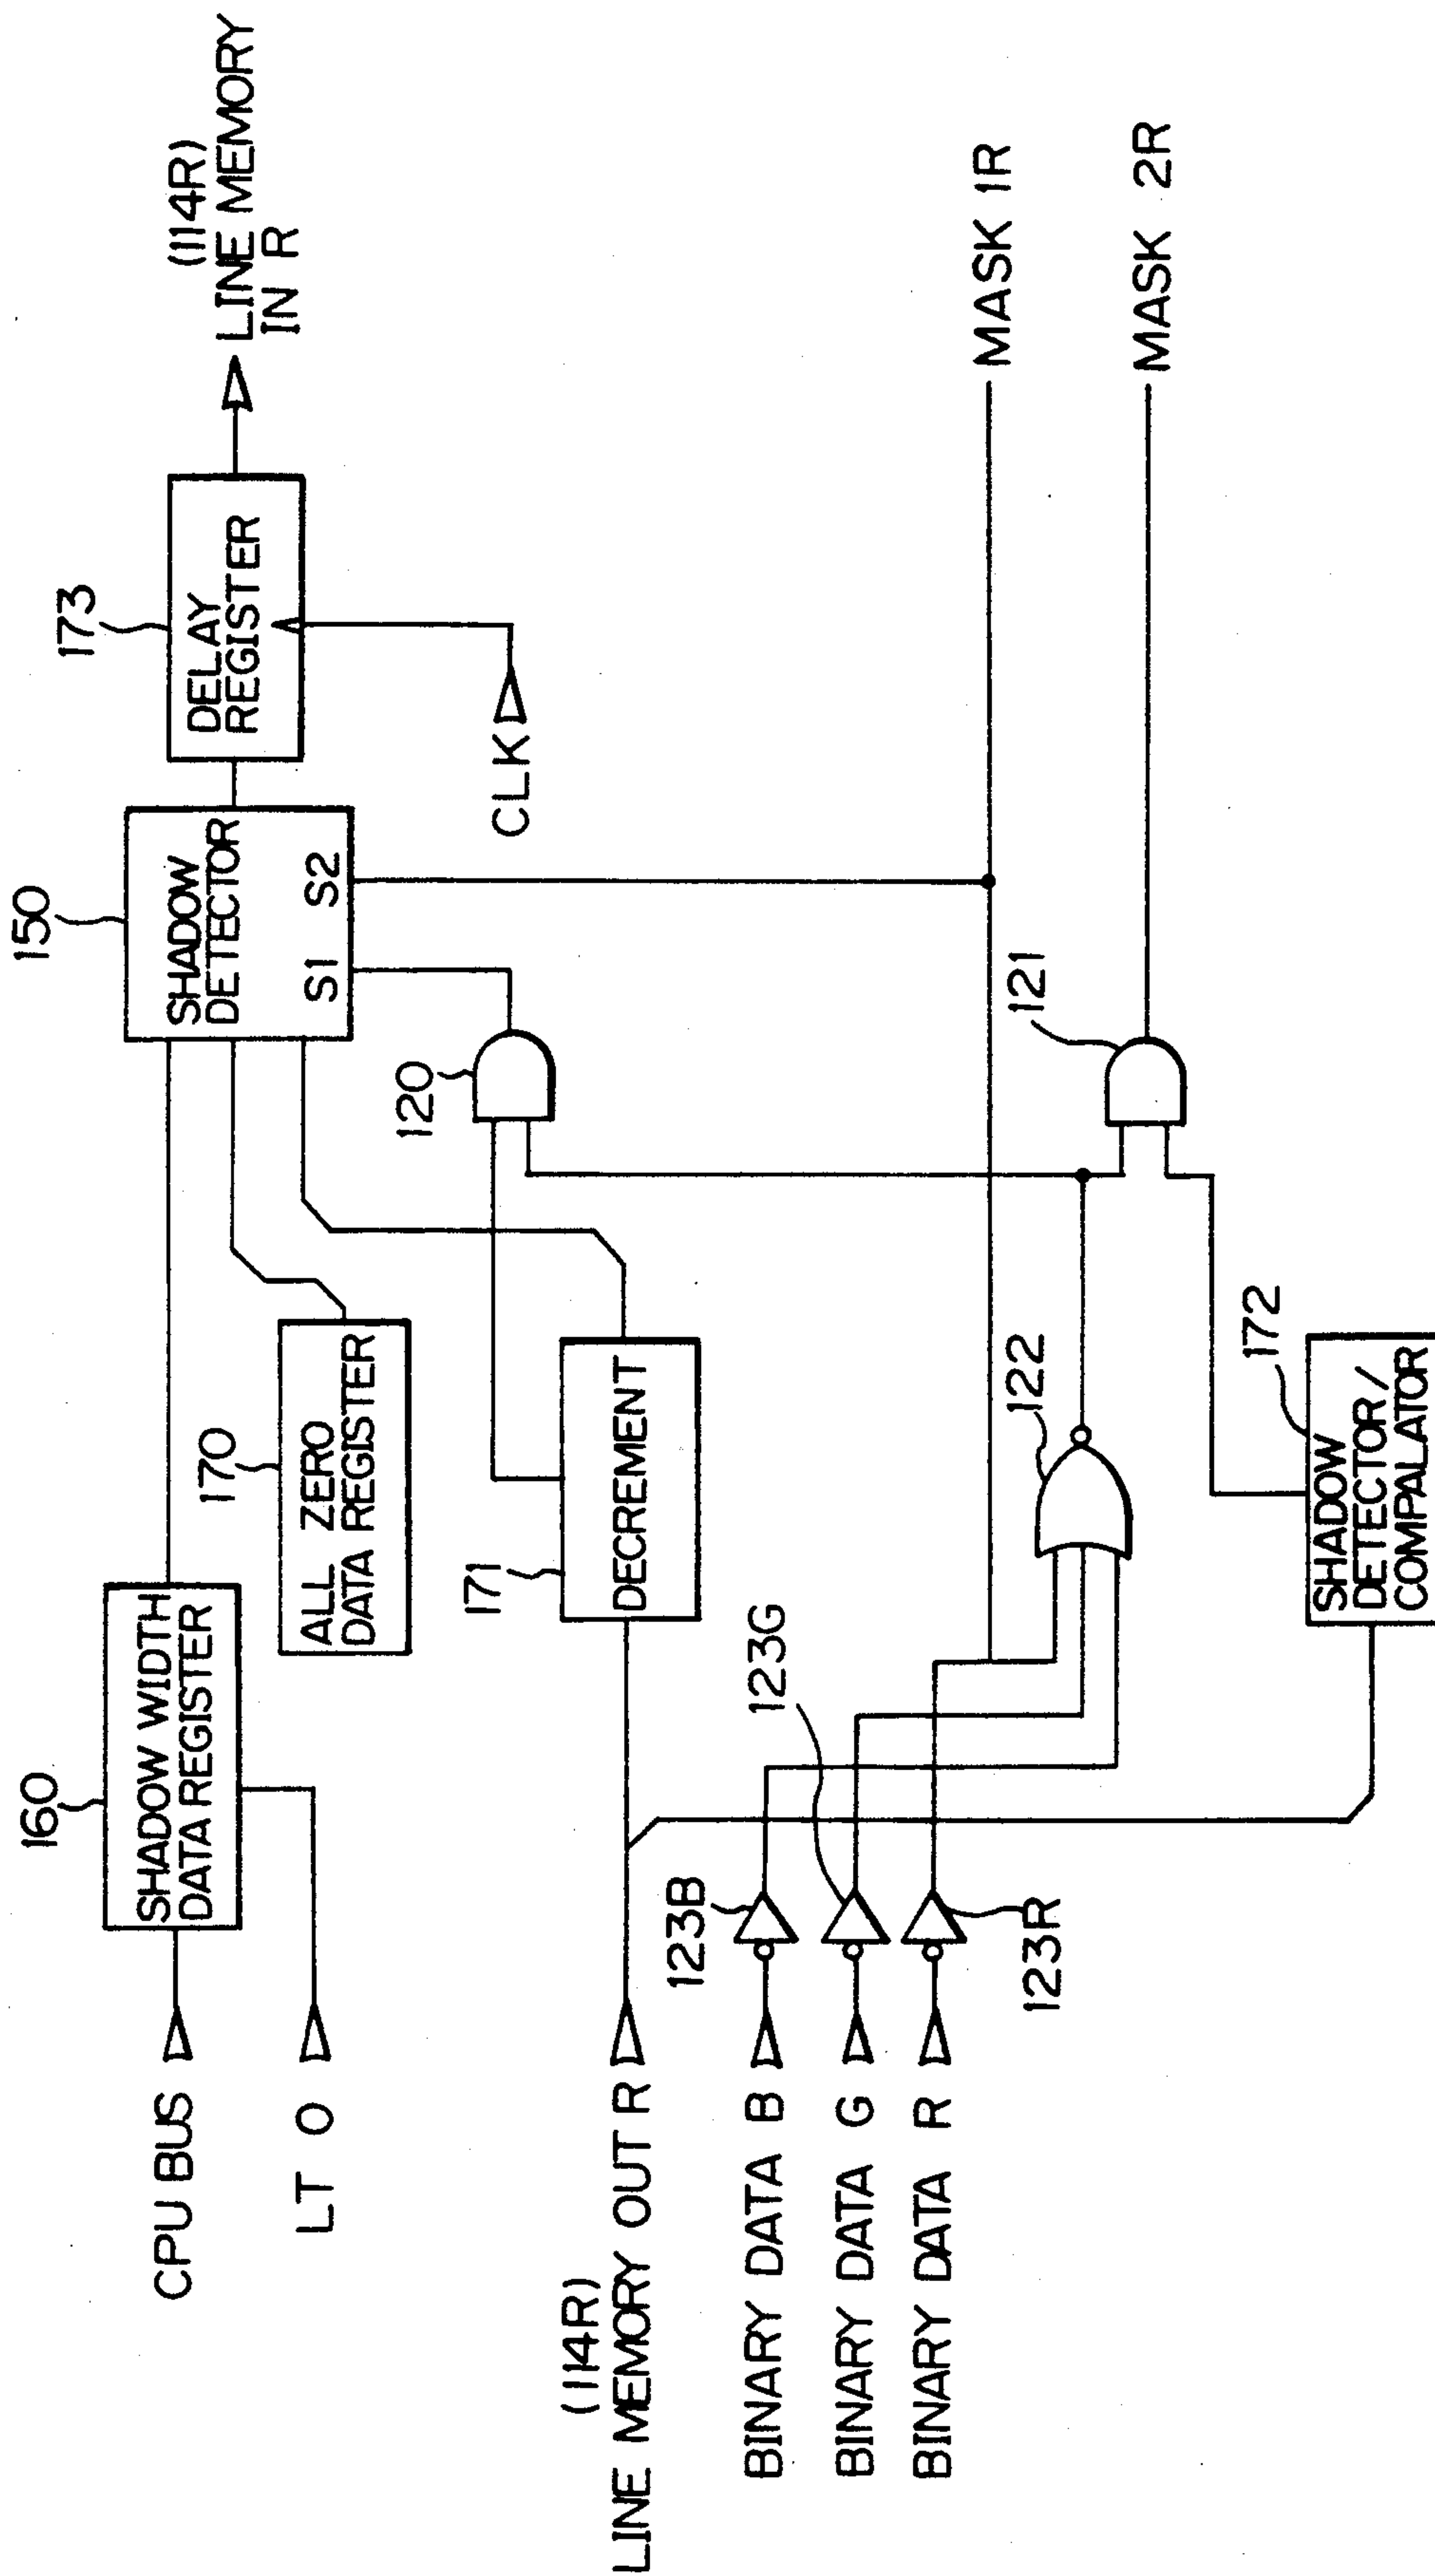 CPU BUS
LT 0
160
SHADOW WIDTH
DATA REGISTER
170
ALL ZERO
DATA REGISTER
150
SHADOW
DETECTOR
S1 S2
173
DELAY
REGISTER
(114R)
LINE MEMORY
IN R
CLK
120
171
DECREMENT
(114R)
LINE MEMORY OUT R
BINARY DATA B
BINARY DATA G
BINARY DATA R
123B
123G
123R
122
121
172
SHADOW
DETECTOR/
COMPALATOR
MASK 1R
MASK 2R